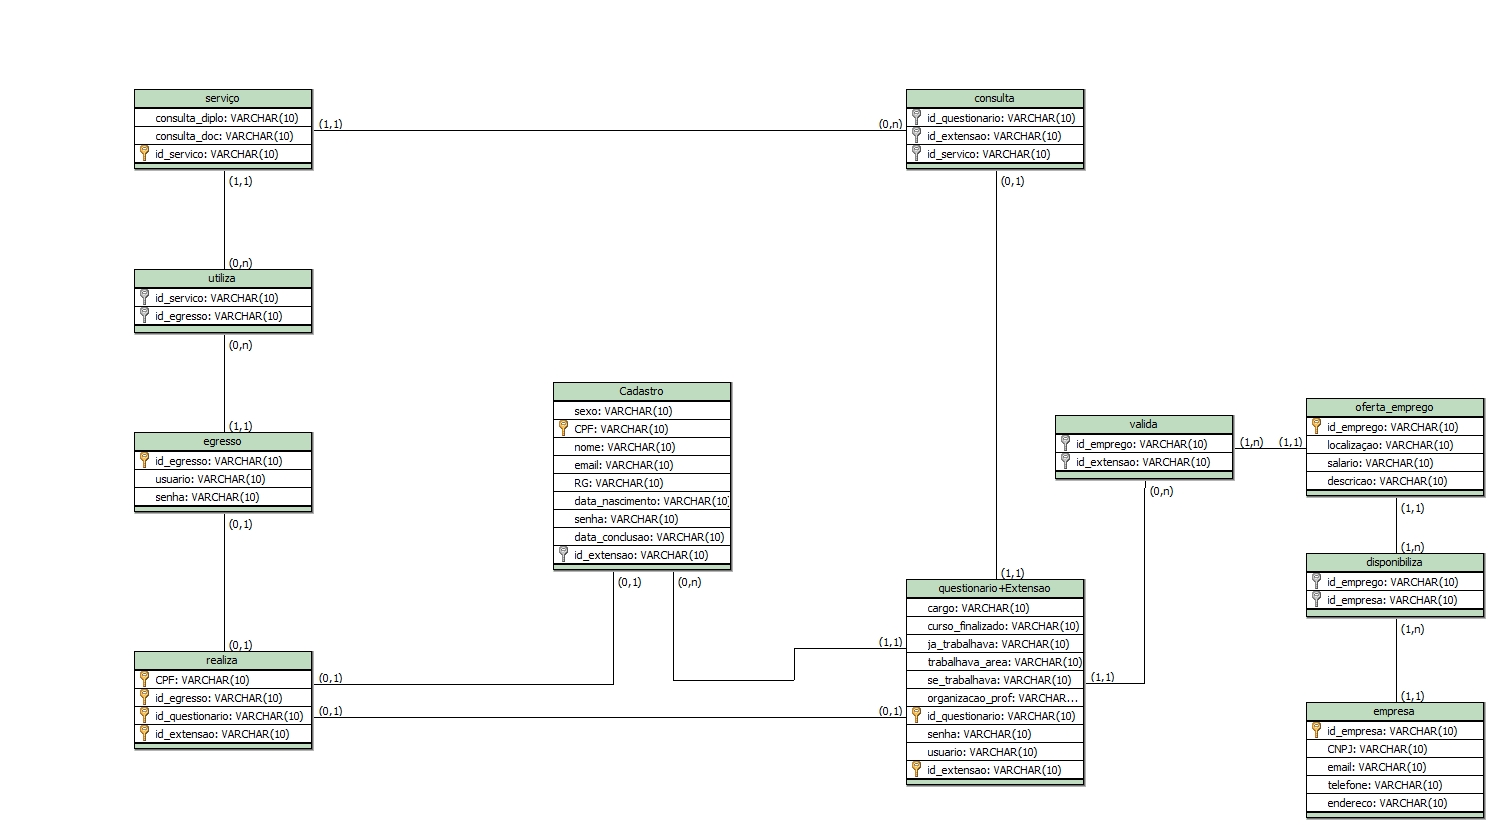 serviço
consulta_diplo: VARCHAR(10)
consulta_doc: VARCHAR(10)
id_servico: VARCHAR(10)
(1,1)
(0,n)
consulta
id_questionario: VARCHAR(10)
id_extensao: VARCHAR(10)
id_servico: VARCHAR(10)
(1,1)
(0,1)
(0,n)
utiliza
id_servico: VARCHAR(10)
id_egresso: VARCHAR(10)
(0,n)
(1,1)
egresso
id_egresso: VARCHAR(10)
usuario: VARCHAR(10)
senha: VARCHAR(10)
(0,1)
(0,1)
realiza
CPF: VARCHAR(10)
id_egresso: VARCHAR(10)
id_questionario: VARCHAR(10)
id_extensao: VARCHAR(10)
(0,1)
(0,1)
Cadastro
sexo: VARCHAR(10)
CPF: VARCHAR(10)
nome: VARCHAR(10)
email: VARCHAR(10)
RG: VARCHAR(10)
data_nascimento: VARCHAR(10)
senha: VARCHAR(10)
data_conclusao: VARCHAR(10)
id_extensao: VARCHAR(10)
(0,1)
(0,n)
(1,1)
(1,1)
(0,1)
questionario+Extensao
cargo: VARCHAR(10)
curso_finalizado: VARCHAR(10)
ja_trabalhava: VARCHAR(10)
trabalhava_area: VARCHAR(10)
se_trabalhava: VARCHAR(10)
organizacao_prof: VARCHAR...
id_questionario: VARCHAR(10)
senha: VARCHAR(10)
usuario: VARCHAR(10)
id_extensao: VARCHAR(10)
(1,1)
valida
id_emprego: VARCHAR(10)
id_extensao: VARCHAR(10)
(0,n)
(1,n)
(1,1)
oferta_emprego
id_emprego: VARCHAR(10)
localizaçao: VARCHAR(10)
salario: VARCHAR(10)
descricao: VARCHAR(10)
(1,1)
(1,n)
disponibiliza
id_emprego: VARCHAR(10)
id_empresa: VARCHAR(10)
(1,n)
(1,1)
empresa
id_empresa: VARCHAR(10)
CNPJ: VARCHAR(10)
email: VARCHAR(10)
telefone: VARCHAR(10)
endereco: VARCHAR(10)